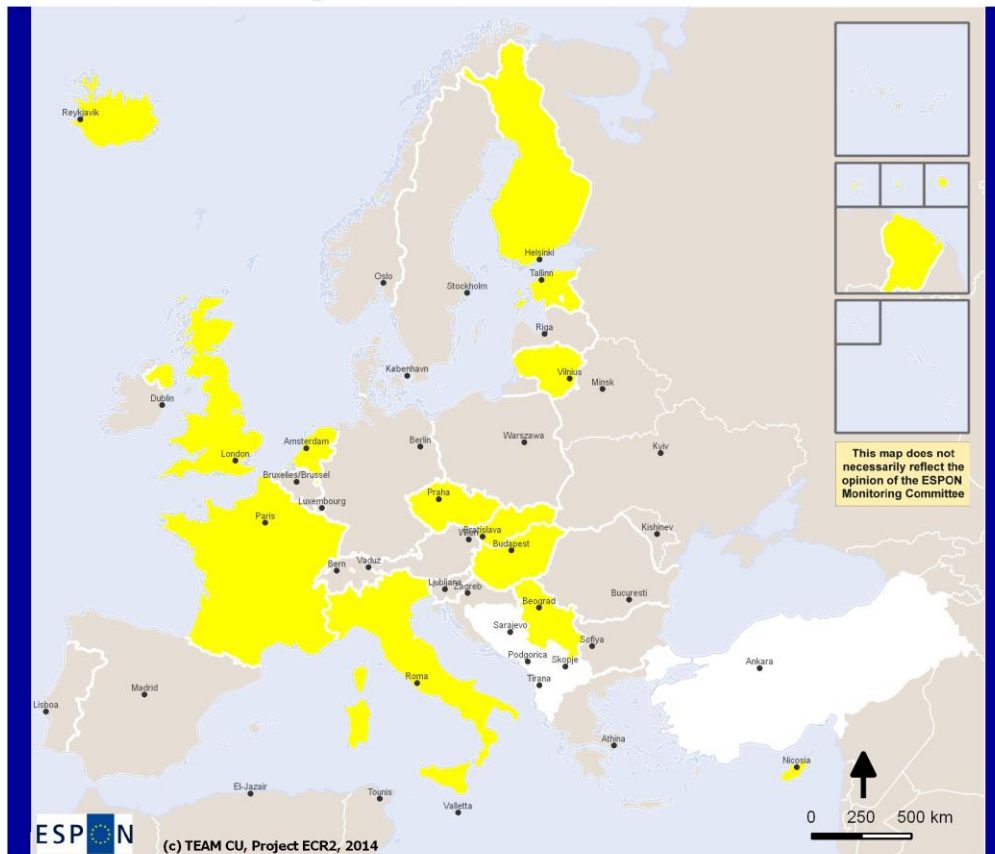 Reykjavik
Helsinki
Oslo
Tallinn
Stockholm
Riga
København
Vilnius
Minsk
Dublin
Amsterdam
Berlin
Warszawa
London
Kyiv
This map does not
necessarily reflect the
opinion of the ESPON
Monitoring Committee
Bruxelles/Brussel
Luxembourg
Praha
Paris
Bratislava
Wien
Kishinev
Budapest
Vaduz
Bern
Ljubljana
Zagreb
Beograd
Bucuresti
Sarajevo
Sofiya
Podgorica
Skopje
Ankara
Tirana
Roma
Madrid
Lisboa
Athina
Nicosia
El-Jazair
Tounis
Valletta
0 250 500 km
ESPON
(c) TEAM CU, Project ECR2, 2014